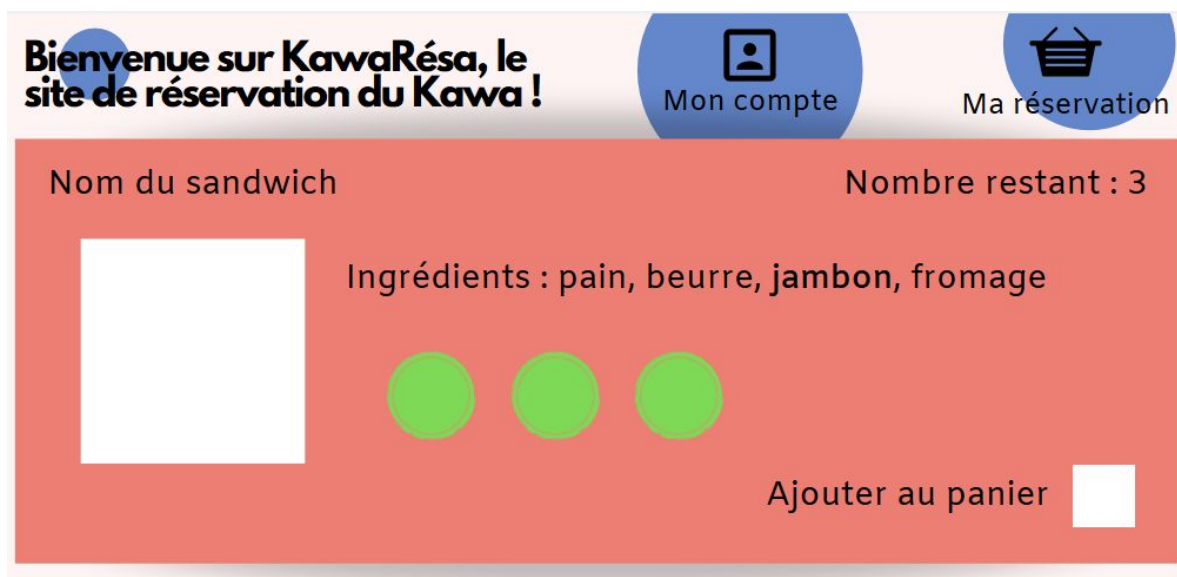 Bienvenue sur KawaRésa, le
site de réservation du Kawa !
Mon compte
Ma réservation
Nom du sandwich
Nombre restant : 3
Ingrédients : pain, beurre, jambon, fromage
Ajouter au panier